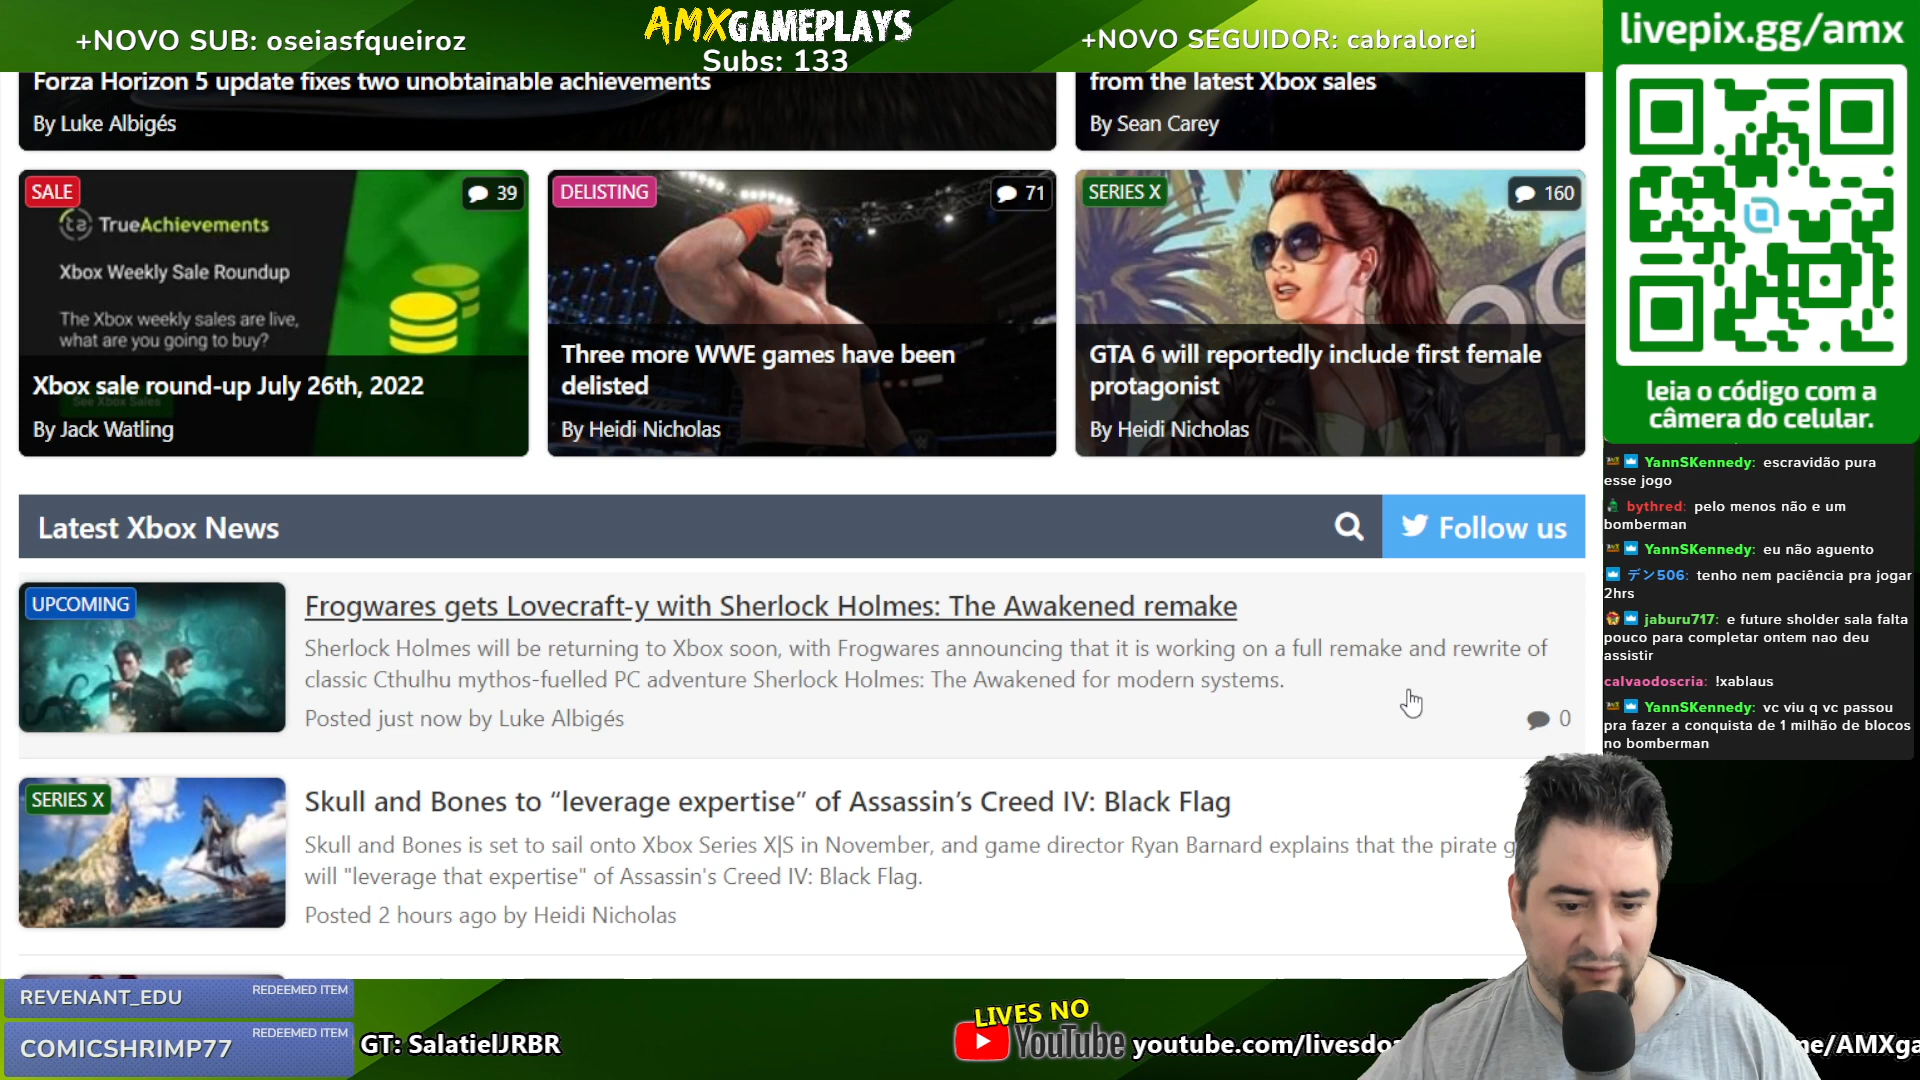 +NOVO SUB: oseiasfqueiroz
AMXGAMEPLAYS
Subs: 133
+NOVO SEGUIDOR: cabralorei
livepix.gg/amx
leia o código com a
câmera do celular.
Forza Horizon 5 update fixes two unobtainable achievements
By Luke Albigés
from the latest Xbox sales
By Sean Carey
SALE
39
TrueAchievements
Xbox Weekly Sale Roundup
The Xbox weekly sales are live,
what are you going to buy?
See Xbox Sales
Xbox sale round-up July 26th, 2022
By Jack Watling
DELISTING
71
Three more WWE games have been
delisted
By Heidi Nicholas
SERIES X
160
GTA 6 will reportedly include first female
protagonist
By Heidi Nicholas
Latest Xbox News
Follow us
UPCOMING
Frogwares gets Lovecraft-y with Sherlock Holmes: The Awakened remake
Sherlock Holmes will be returning to Xbox soon, with Frogwares announcing that it is working on a full remake and rewrite of
classic Cthulhu mythos-fuelled PC adventure Sherlock Holmes: The Awakened for modern systems.
Posted just now by Luke Albigés
0
SERIES X
Skull and Bones to “leverage expertise” of Assassin’s Creed IV: Black Flag
Skull and Bones is set to sail onto Xbox Series X|S in November, and game director Ryan Barnard explains that the pirate g
will "leverage that expertise" of Assassin's Creed IV: Black Flag.
Posted 2 hours ago by Heidi Nicholas
YannSKennedy: escravidão pura
esse jogo
bythred: pelo menos não e um
bomberman
YannSKennedy: eu não aguento
デン506: tenho nem paciência pra jogar
2hrs
jaburu717: e future sholder sala falta
pouco para completar ontem nao deu
assistir
calvaodoscria: !xablaus
YannSKennedy: vc viu q vc passou
pra fazer a conquista de 1 milhão de blocos
no bomberman
REVENANT_EDU
REDEEMED ITEM
COMICSHRIMP77
REDEEMED ITEM
GT: SalatielJRBR
LIVES NO
YouTube
youtube.com/livesdoa
me/AMXga